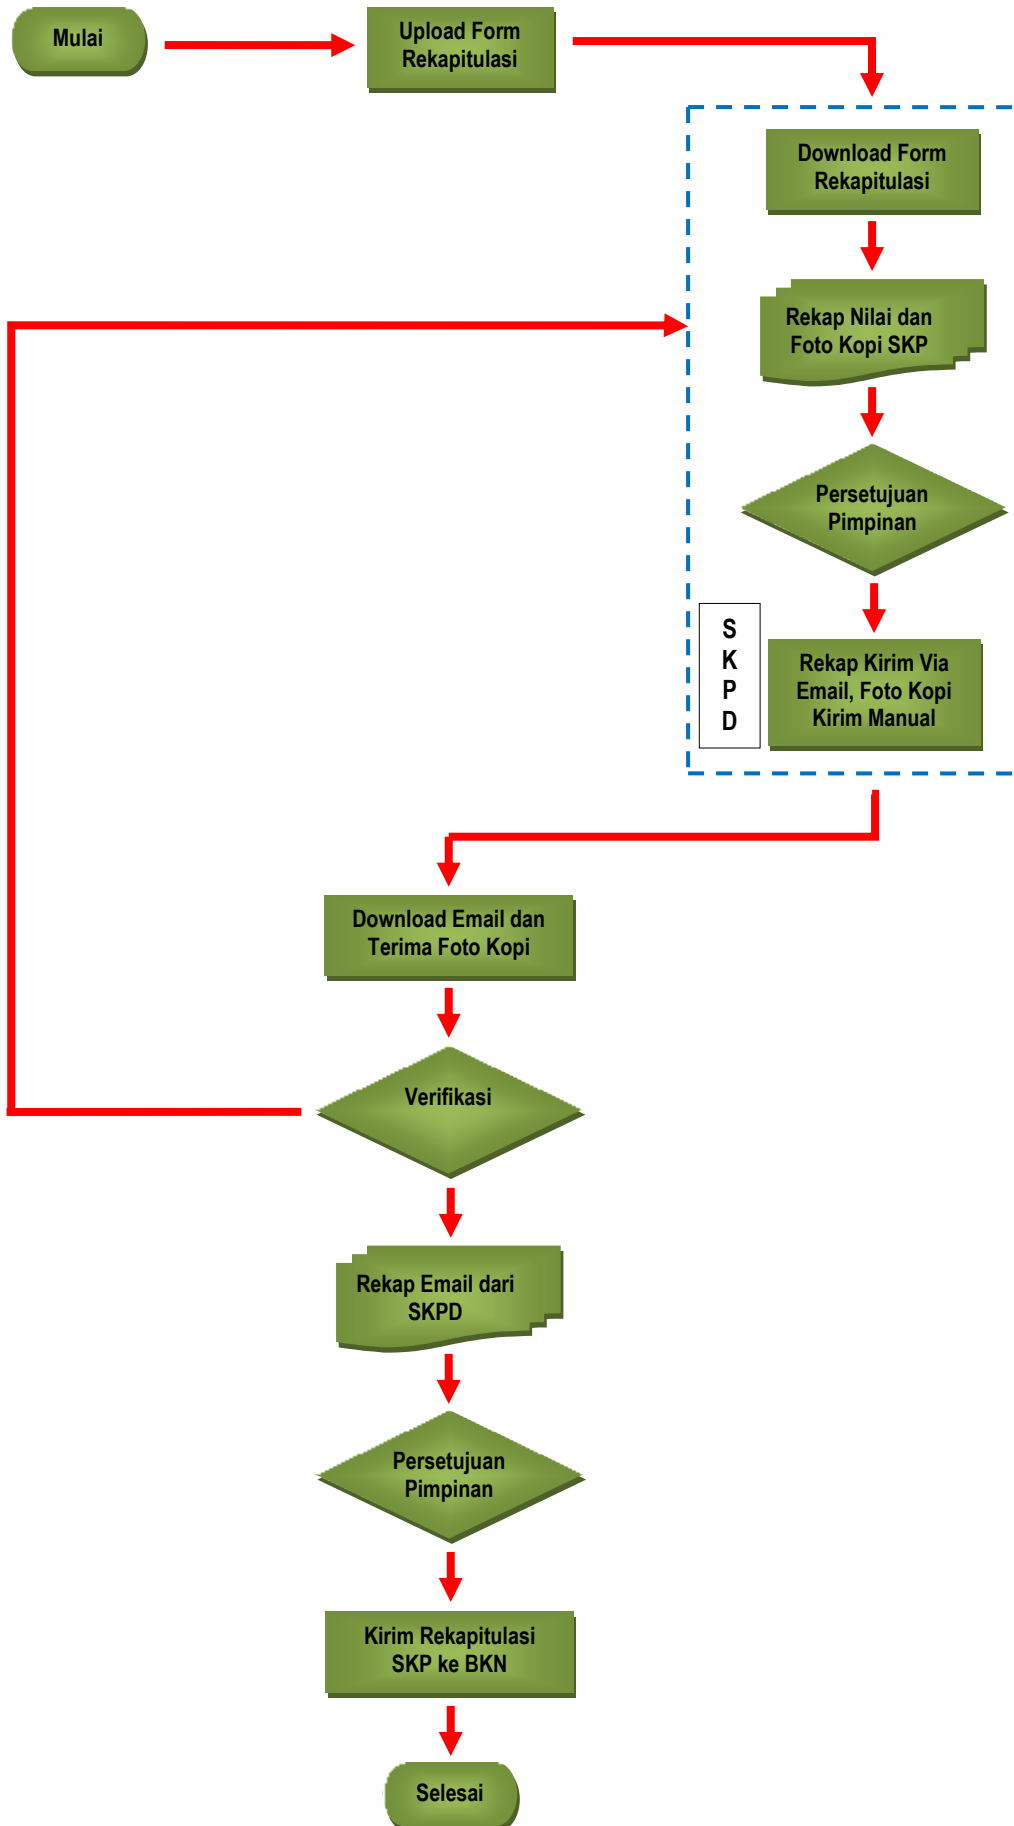 Mulai
Upload Form
Rekapitulasi
Download Form
Rekapitulasi
Rekap Nilai dan
Foto Kopi SKP
Persetujuan
Pimpinan
S
K
P
D
Rekap Kirim Via
Email, Foto Kopi
Kirim Manual
Download Email dan
Terima Foto Kopi
Verifikasi
Rekap Email dari
SKPD
Persetujuan
Pimpinan
Kirim Rekapitulasi
SKP ke BKN
Selesai